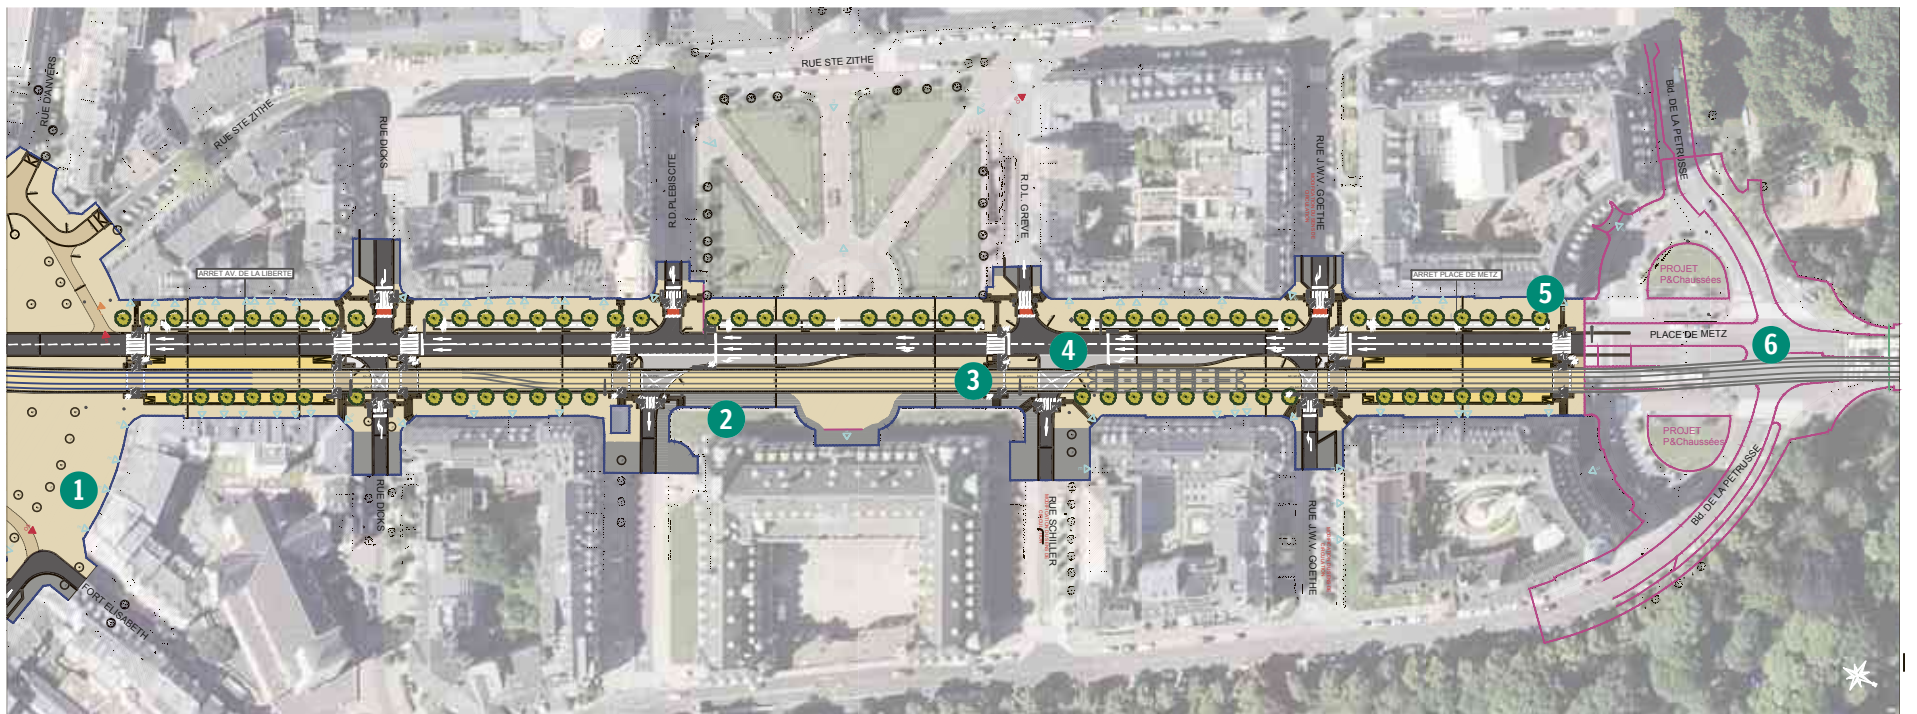 RUE D'ANVERS
RUE STE ZITHE
RUE DICKS
R.D.PLEBISCITE
RUE STE ZITHE
R.D.L. GREVE
RUE J.W.V. GOETHE
Bld. DE LA PETRUSSE
ARRET AV. DE LA LIBERTE
ARRET PLACE DE METZ
PROJET
P&Chaussées
5
PLACE DE METZ
6
4
3
2
1
PROJET
P&Chaussées
Bld. DE LA PETRUSSE
RUE DICKS
RUE SCHILLER
RUE J.W.V. GOETHE
FORT ELISABETH